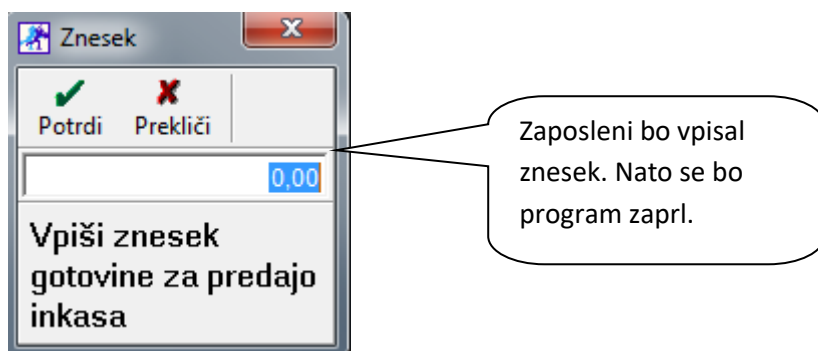 Znesek
Potrdi Prekliči
0,00
Vpiši znesek
gotovine za predajo
inkasa
Zaposleni bo vpisal
znesek. Nato se bo
program zaprl.